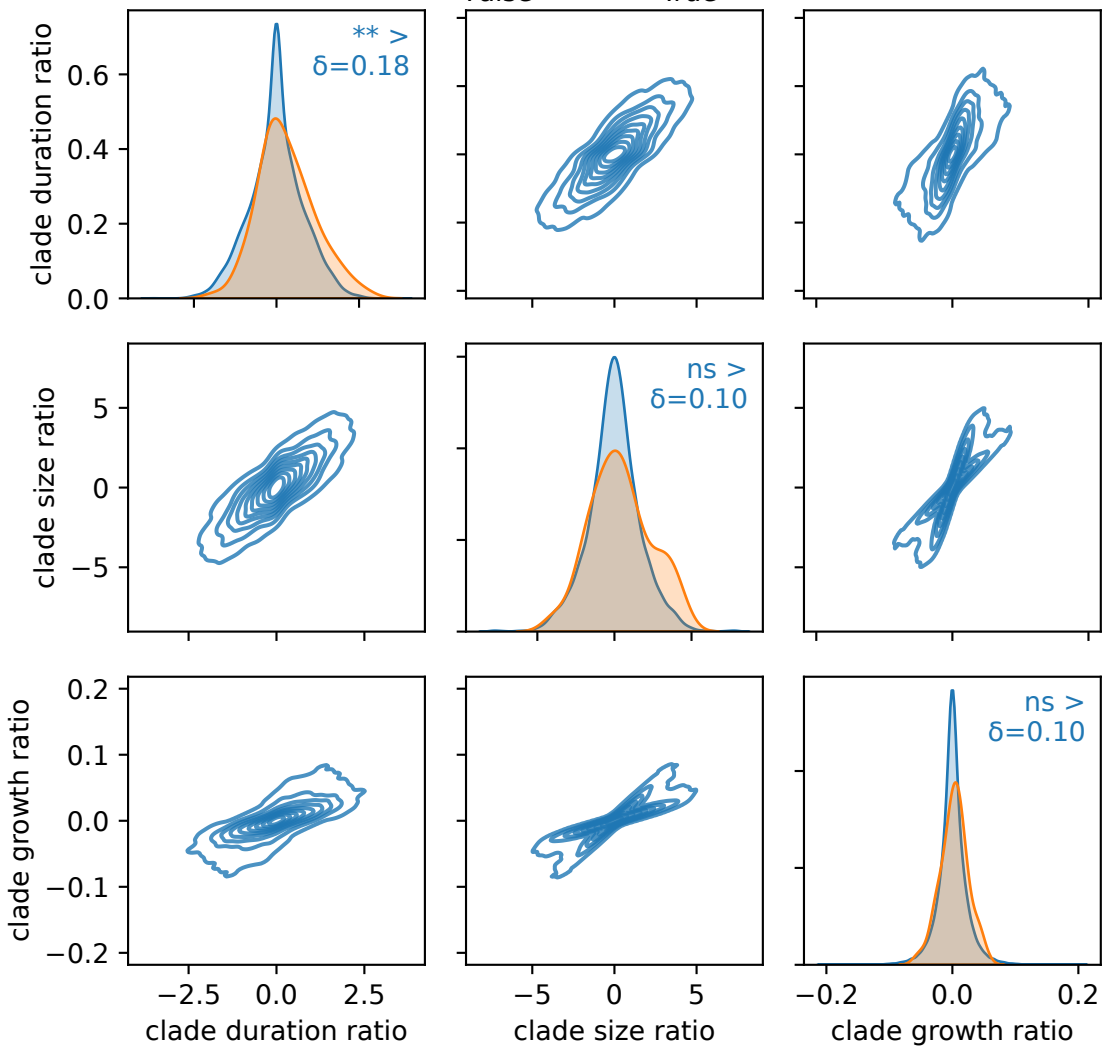 clade duration ratio
0.6
0.4
0.2
0.0
** >
δ=0.18
clade size ratio
5
0
−5
ns >
δ=0.10
clade growth ratio
0.2
0.1
0.0
−0.1
−0.2
ns >
δ=0.10
−2.5 0.0 2.5
−5 0 5
−0.2 0.0 0.2
clade duration ratio
clade size ratio
clade growth ratio